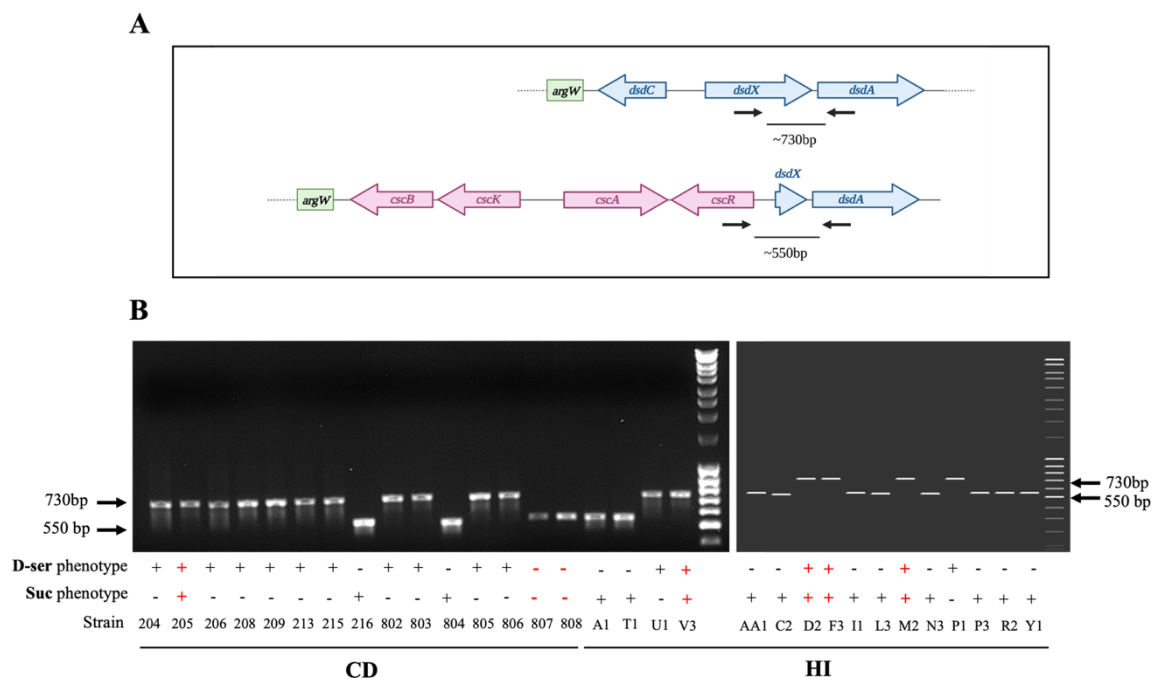 A
argW dsdC dsdX dsdA
~730bp
dsdX
argW cscB cscK cscA cscR dsdA
~550bp
B
730bp
550 bp
730bp
550 bp
D-ser phenotype + + + + + + + - + + - + + - - - - + + - - + + - - + - + - - -
Suc phenotype - + - - - - - + - - + - - - - + + - + + + + + + + + + - + + +
Strain 204 205 206 208 209 213 215 216 802 803 804 805 806 807 808 A1 T1 U1 V3 AA1 C2 D2 F3 I1 L3 M2 N3 P1 P3 R2 Y1
CD HI